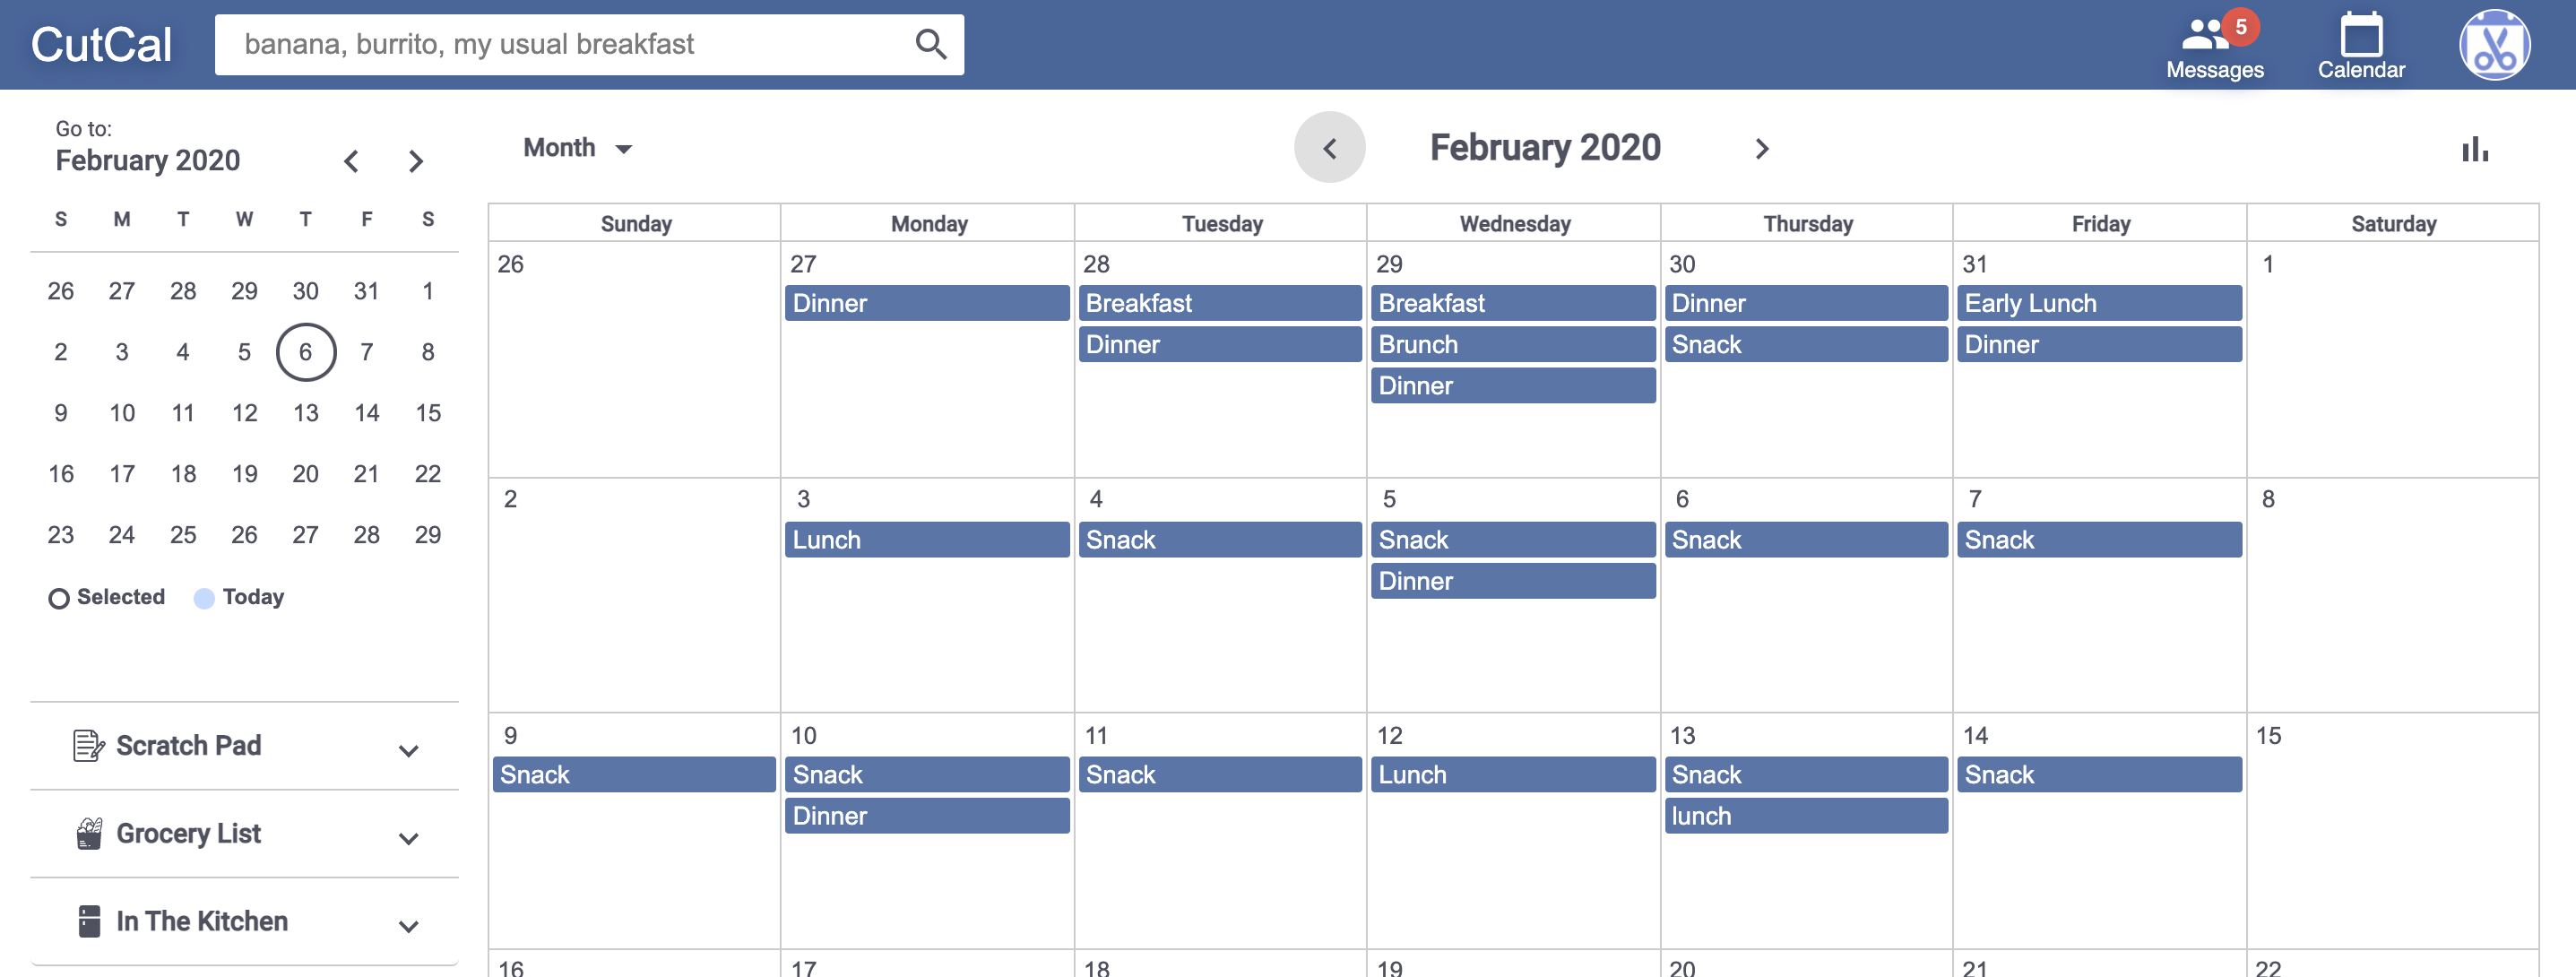 CutCal
banana, burrito, my usual breakfast
5
Messages
Calendar
Go to:
February 2020
S M T W T F S
26 27 28 29 30 31 1
2 3 4 5 6 7 8
9 10 11 12 13 14 15
16 17 18 19 20 21 22
23 24 25 26 27 28 29
Selected Today
Scratch Pad
Grocery List
In The Kitchen
Month
February 2020
Sunday Monday Tuesday Wednesday Thursday Friday Saturday
26 27 28 29 30 31 1
Dinner Breakfast Breakfast Dinner Early Lunch
Dinner Brunch Snack Dinner
Dinner
2 3 4 5 6 7 8
Lunch Snack Snack Snack Snack
Dinner
9 10 11 12 13 14 15
Snack Snack Snack Lunch Snack Snack
Dinner lunch
16 17 18 19 20 21 22